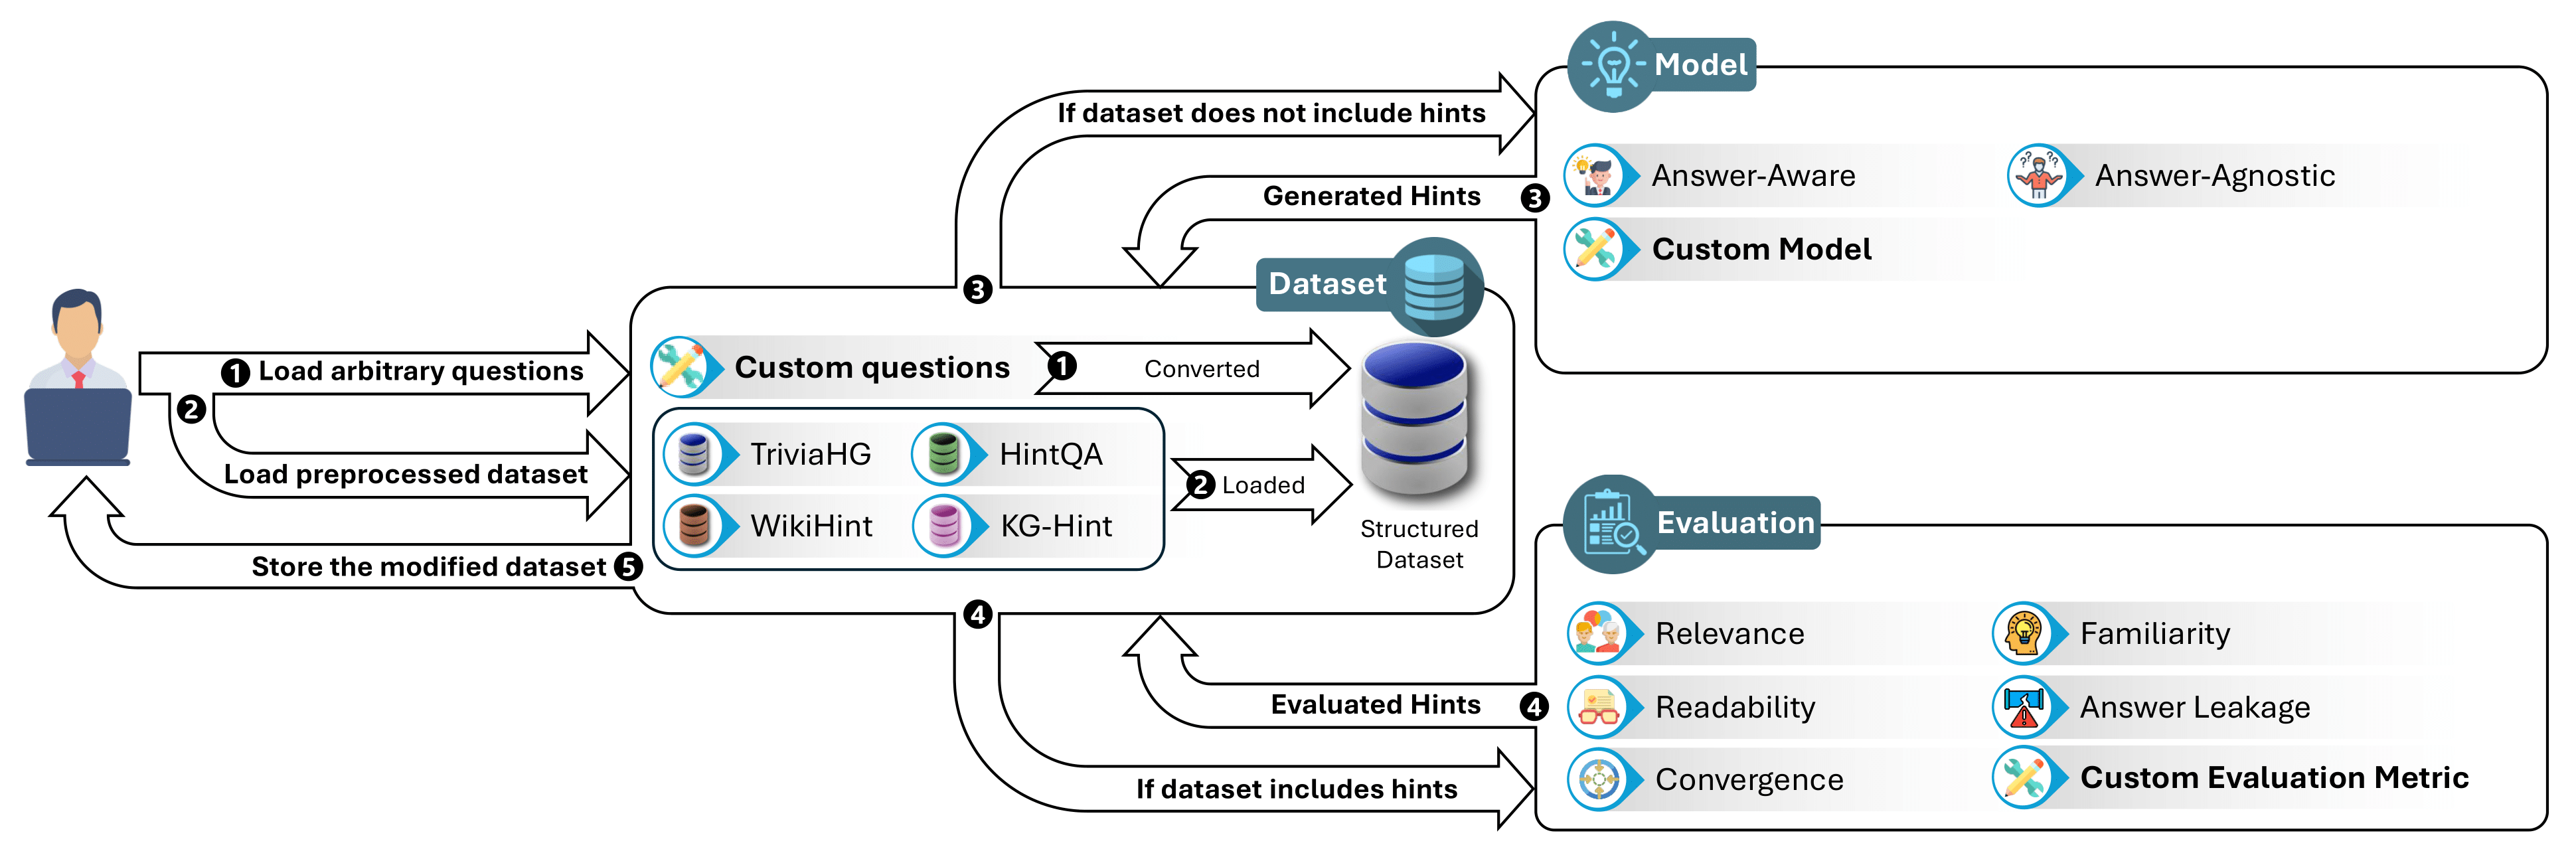 Model
If dataset does not include hints
Answer-Aware
Answer-Agnostic
Generated Hints
3
Custom Model
3
Dataset
1 Load arbitrary questions
2
Load preprocessed dataset
Store the modified dataset 5
Custom questions
1 Converted
TriviaHG
HintQA
WikiHint
KG-Hint
2 Loaded
Structured
Dataset
4
Evaluation
Relevance
Familiarity
Evaluated Hints
4
Readability
Answer Leakage
Convergence
Custom Evaluation Metric
If dataset includes hints